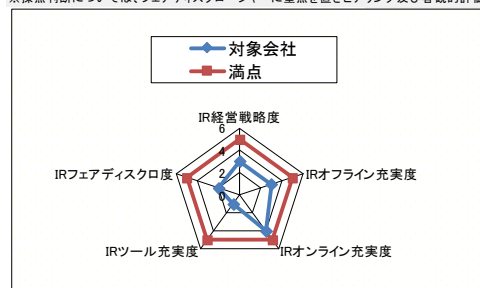 対象会社
満点
IR経営戦略度
6
4
2
0
IRフェアディスクロ度
IRオフライン充実度
IRツール充実度
IRオンライン充実度